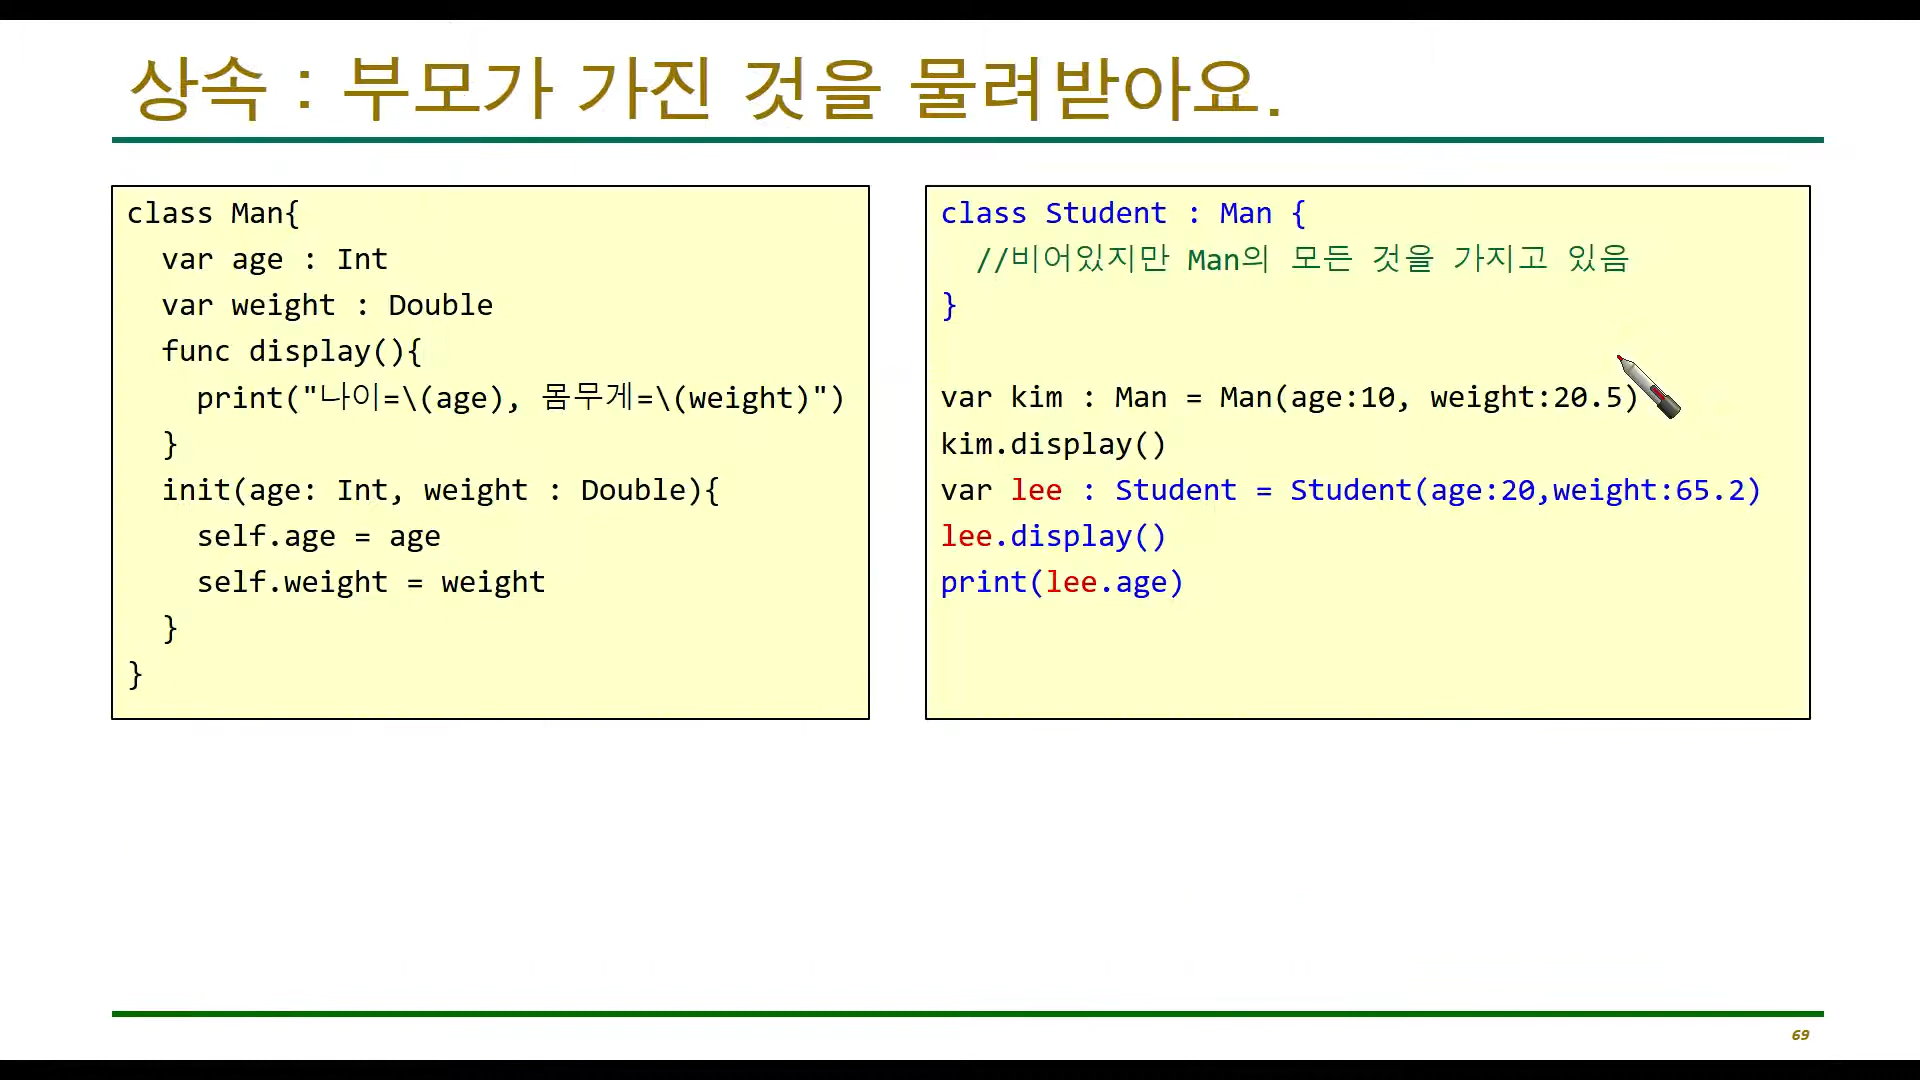 상속 : 부모가 가진 것을 물려받아요.
class Man{
  var age : Int
  var weight : Double
  func display(){
    print("나이=\(age), 몸무게=\(weight)")
  }
  init(age: Int, weight : Double){
    self.age = age
    self.weight = weight
  }
}
class Student : Man {
  //비어있지만 Man의 모든 것을 가지고 있음
}
var kim : Man = Man(age:10, weight:20.5)
kim.display()
var lee : Student = Student(age:20,weight:65.2)
lee.display()
print(lee.age)
69